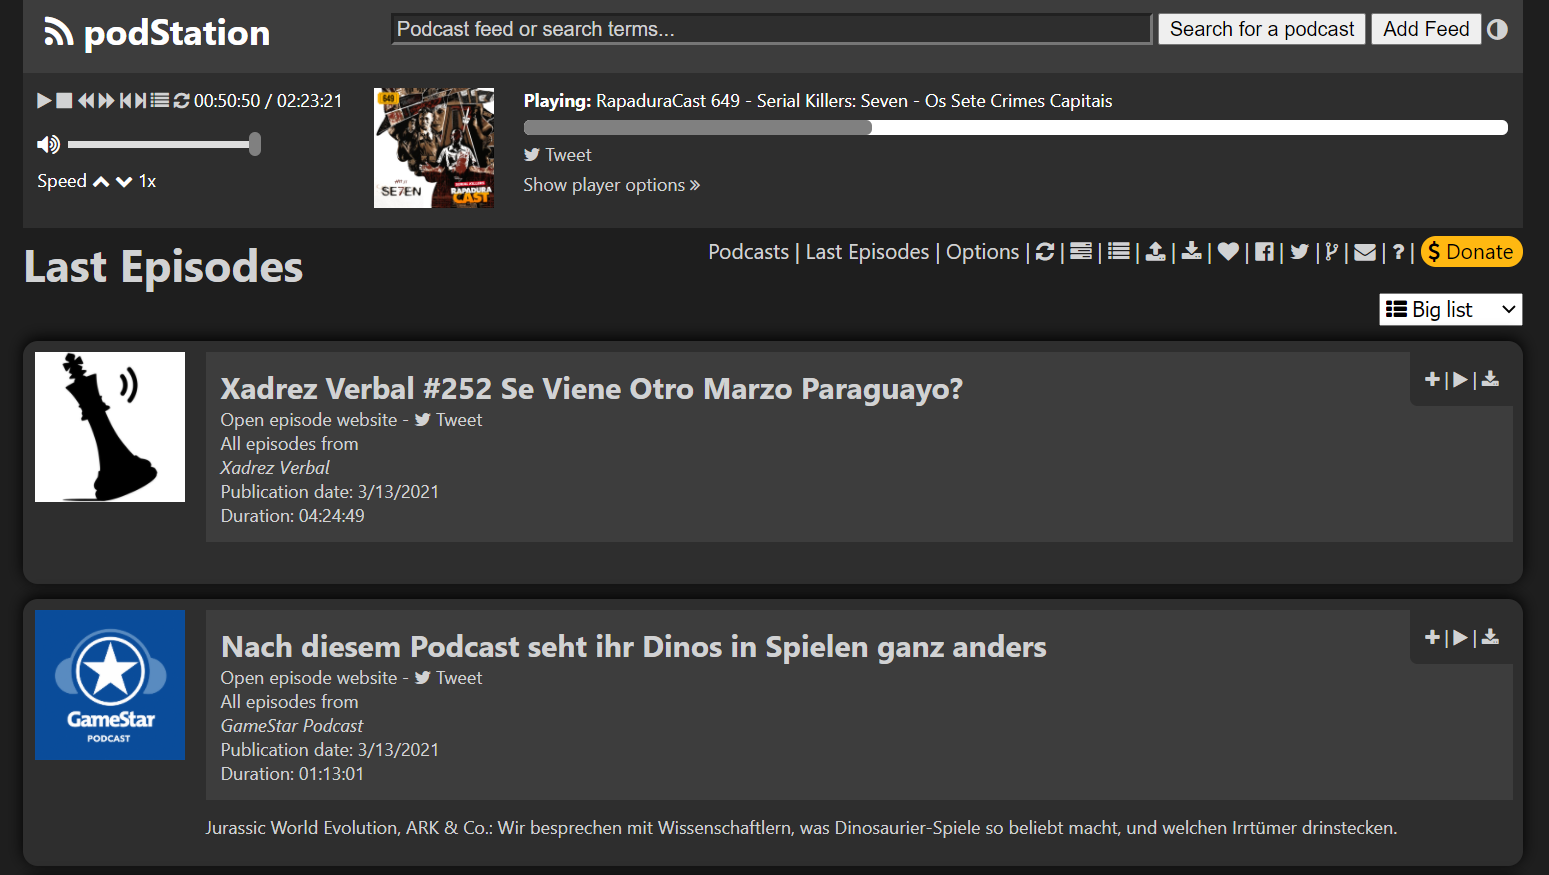 podStation
Podcast feed or search terms...
Search for a podcast
Add Feed
00:50:50 / 02:23:21
Speed 1x
649
SE7EN
SERIAL KILLERS
RAPADURA
CAST
Playing: RapaduraCast 649 - Serial Killers: Seven - Os Sete Crimes Capitais
Tweet
Show player options »
Last Episodes
Podcasts | Last Episodes | Options | | | | | | | | | | | ? | $ Donate
Big list
Xadrez Verbal #252 Se Viene Otro Marzo Paraguayo?
Open episode website - Tweet
All episodes from
Xadrez Verbal
Publication date: 3/13/2021
Duration: 04:24:49
GameStar
PODCAST
Nach diesem Podcast seht ihr Dinos in Spielen ganz anders
Open episode website - Tweet
All episodes from
GameStar Podcast
Publication date: 3/13/2021
Duration: 01:13:01
Jurassic World Evolution, ARK & Co.: Wir besprechen mit Wissenschaftlern, was Dinosaurier-Spiele so beliebt macht, und welchen Irrtümer drinstecken.